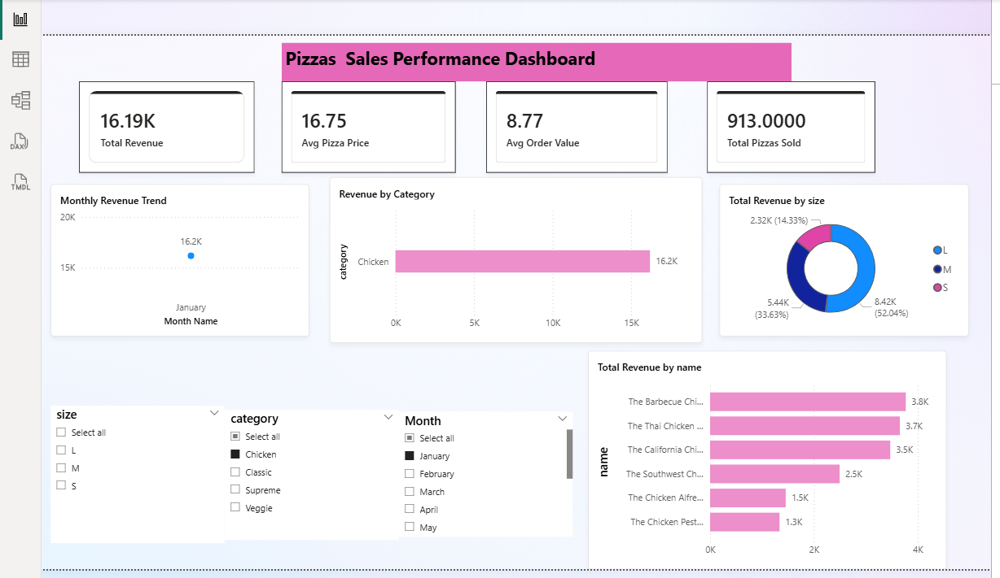 DAX
TMDL
Pizzas  Sales Performance Dashboard
16.19K
Total Revenue
16.75
Avg Pizza Price
8.77
Avg Order Value
913.0000
Total Pizzas Sold
Monthly Revenue Trend
20K
16.2K
15K
January
Month Name
Revenue by Category
category
Chicken
16.2K
0K 5K 10K 15K
Total Revenue by size
2.32K (14.33%)
5.44K
(33.63%)
8.42K
(52.04%)
L
M
S
size
Select all
L
M
S
category
Select all
Chicken
Classic
Supreme
Veggie
Month
Select all
January
February
March
April
May
Total Revenue by name
name
The Barbecue Chi... 3.8K
The Thai Chicken ... 3.7K
The California Chi... 3.5K
The Southwest Ch... 2.5K
The Chicken Alfre... 1.5K
The Chicken Pest... 1.3K
0K 2K 4K